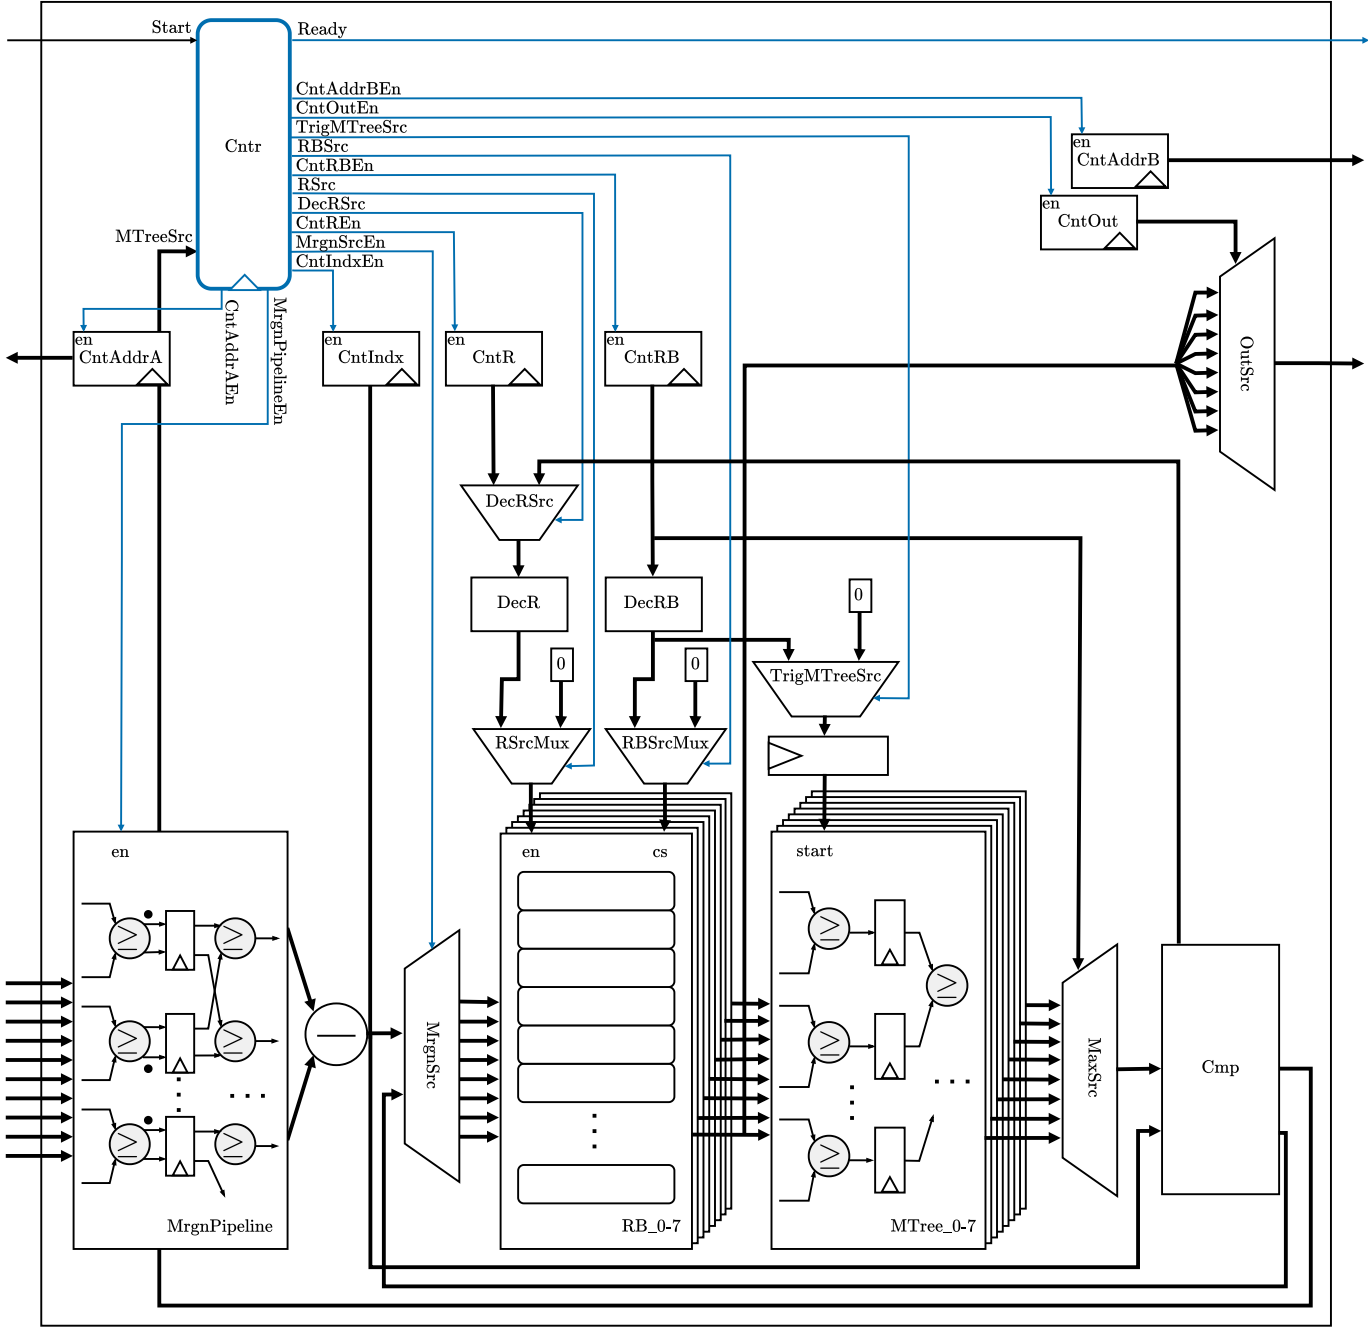 Start
Ready
CntAddrBEn
CntOutEn
TrigMTreeSrc
RBSrc
CntRBEn
RSrc
DecRSrc
CntREn
MrgnSrcEn
CntIndxEn
Cntr
MTreeSrc
CntAddrAEn
MrgnPipelineEn
en
CntAddrB
en
CntOut
en
CntAddrA
en
CntIndx
en
CntR
en
CntRB
OutSrc
DecRSrc
DecR
DecRB
0
0
0
TrigMTreeSrc
RSrcMux
RBSrcMux
en
en
cs
start
≥
≥
≥
≥
≥
≥
≥
≥
≥
≥
—
MrgnSrc
MaxSrc
Cmp
MrgnPipeline
RB_0-7
MTree_0-7